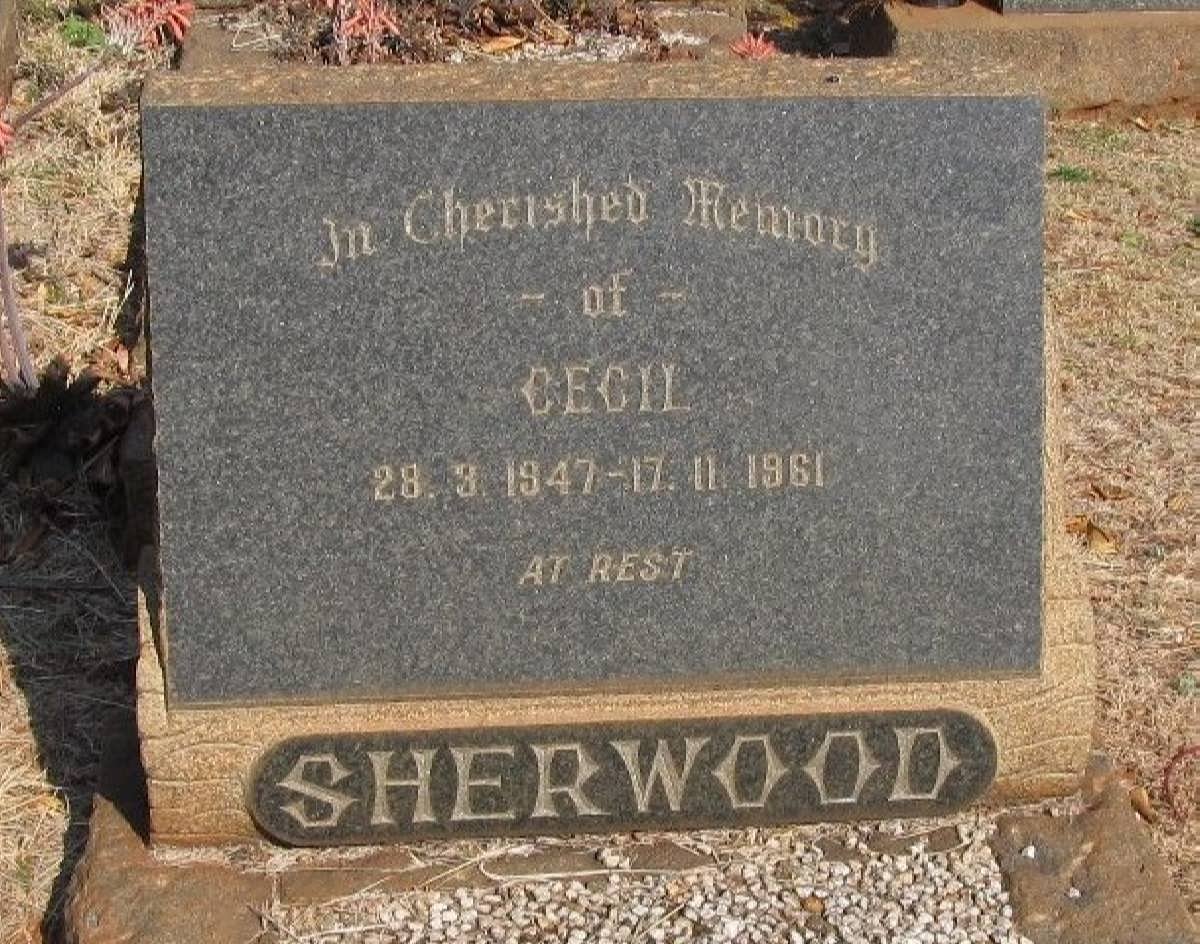 In Cherished Memory
- of -
CECIL
28. 3. 1947-17. 11. 1961
AT REST
SHERWOOD